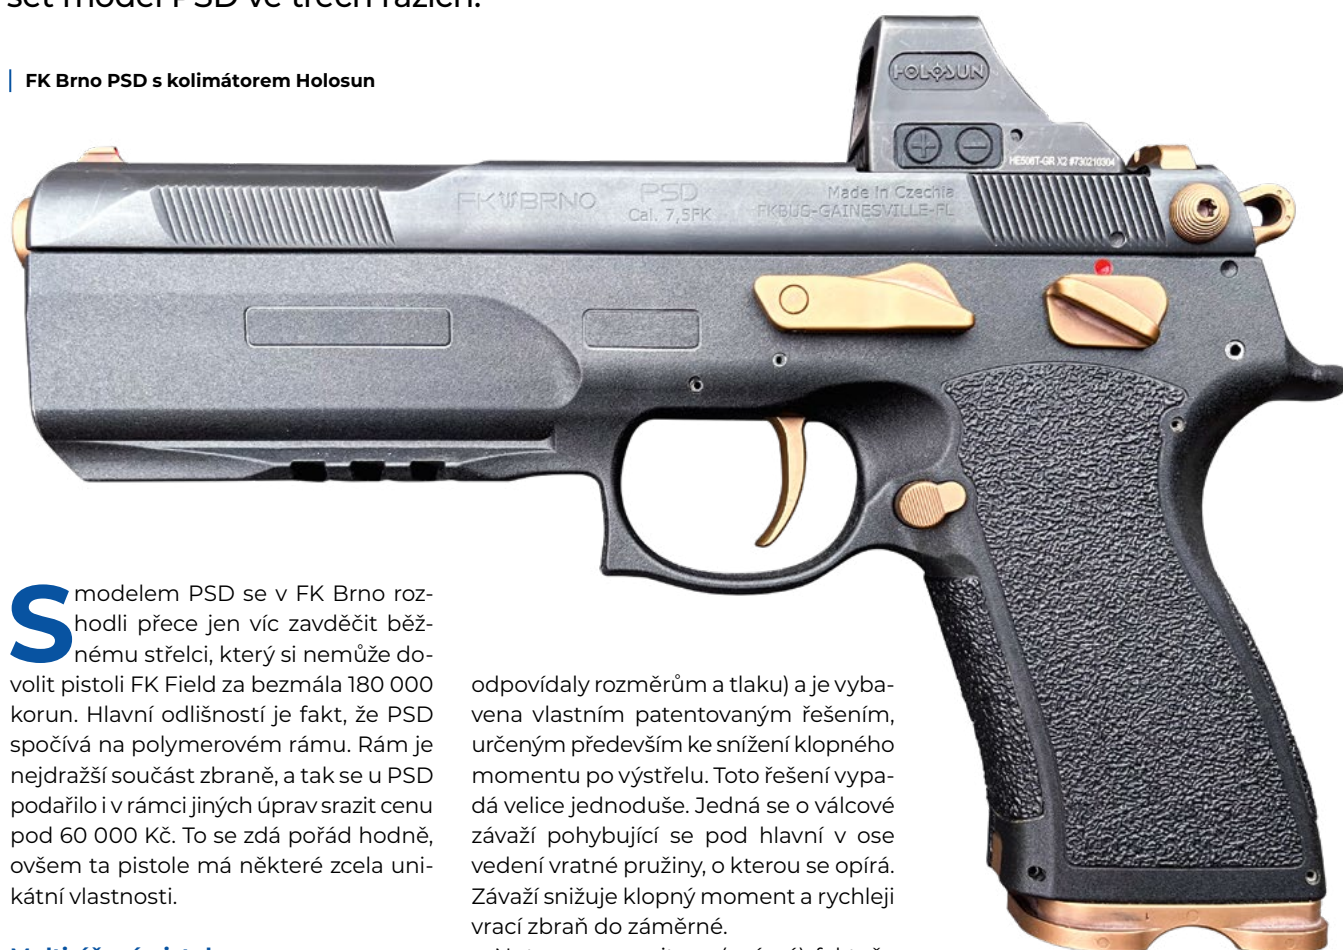 set model PSD ve třech rážích.
FK Brno PSD s kolimátorem Holosun
HOLOSUN
HE508T-GR X2 #730210304
FK BRNO
PSD
Cal. 7,5FK
Made in Czechia
FKBUS-GAINESVILLE-FL
S modelem PSD se v FK Brno roz-
hodli přece jen víc zavděčit běž-
nému střelci, který si nemůže do-
volit pistoli FK Field za bezmála 180 000
korun. Hlavní odlišností je fakt, že PSD
spočívá na polymerovém rámu. Rám je
nejdražší součást zbraně, a tak se u PSD
podařilo i v rámci jiných úprav srazit cenu
pod 60 000 Kč. To se zdá pořád hodně,
ovšem ta pistole má některé zcela uni-
kátní vlastnosti.
odpovídaly rozměrům a tlaku) a je vyba-
vena vlastním patentovaným řešením,
určeným především ke snížení klopného
momentu po výstřelu. Toto řešení vypa-
dá velice jednoduše. Jedná se o válcové
závaží pohybující se pod hlavní v ose
vedení vratné pružiny, o kterou se opírá.
Závaží snižuje klopný moment a rychleji
vrací zbraň do záměrné.